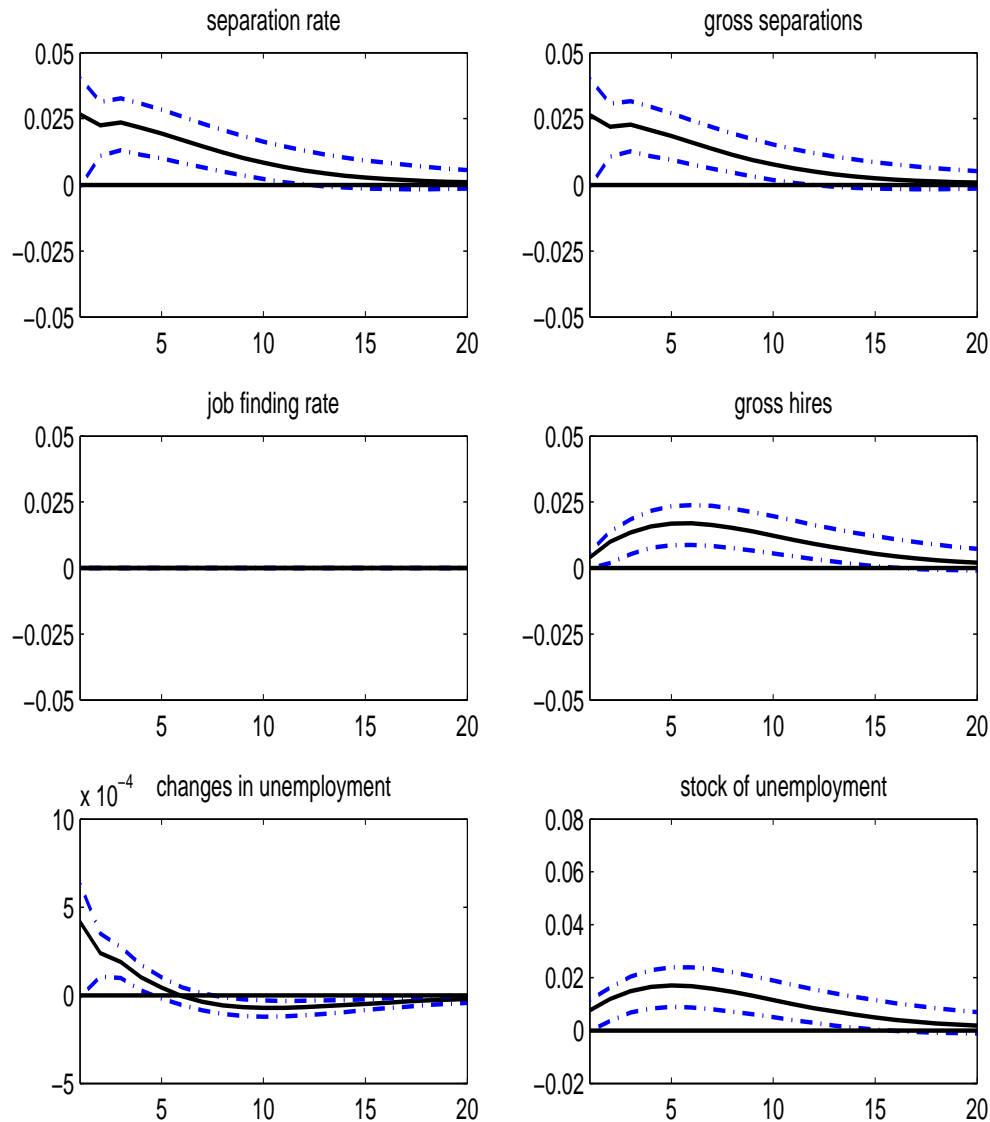 separation rate
0.05
0.025
0
−0.025
−0.05
5 10 15 20
gross separations
0.05
0.025
0
−0.025
−0.05
5 10 15 20
job finding rate
0.05
0.025
0
−0.025
−0.05
5 10 15 20
gross hires
0.05
0.025
0
−0.025
−0.05
5 10 15 20
x 10⁻⁴ changes in unemployment
10
5
0
−5
5 10 15 20
stock of unemployment
0.08
0.06
0.04
0.02
0
−0.02
5 10 15 20